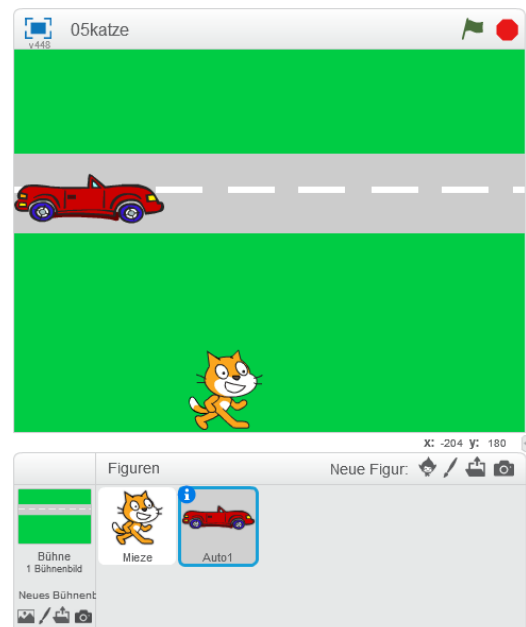 05katze
v448
x: -204 y: 180
Figuren
Neue Figur:
Bühne
1 Bühnenbild
Mieze
Auto1
Neues Bühnenb